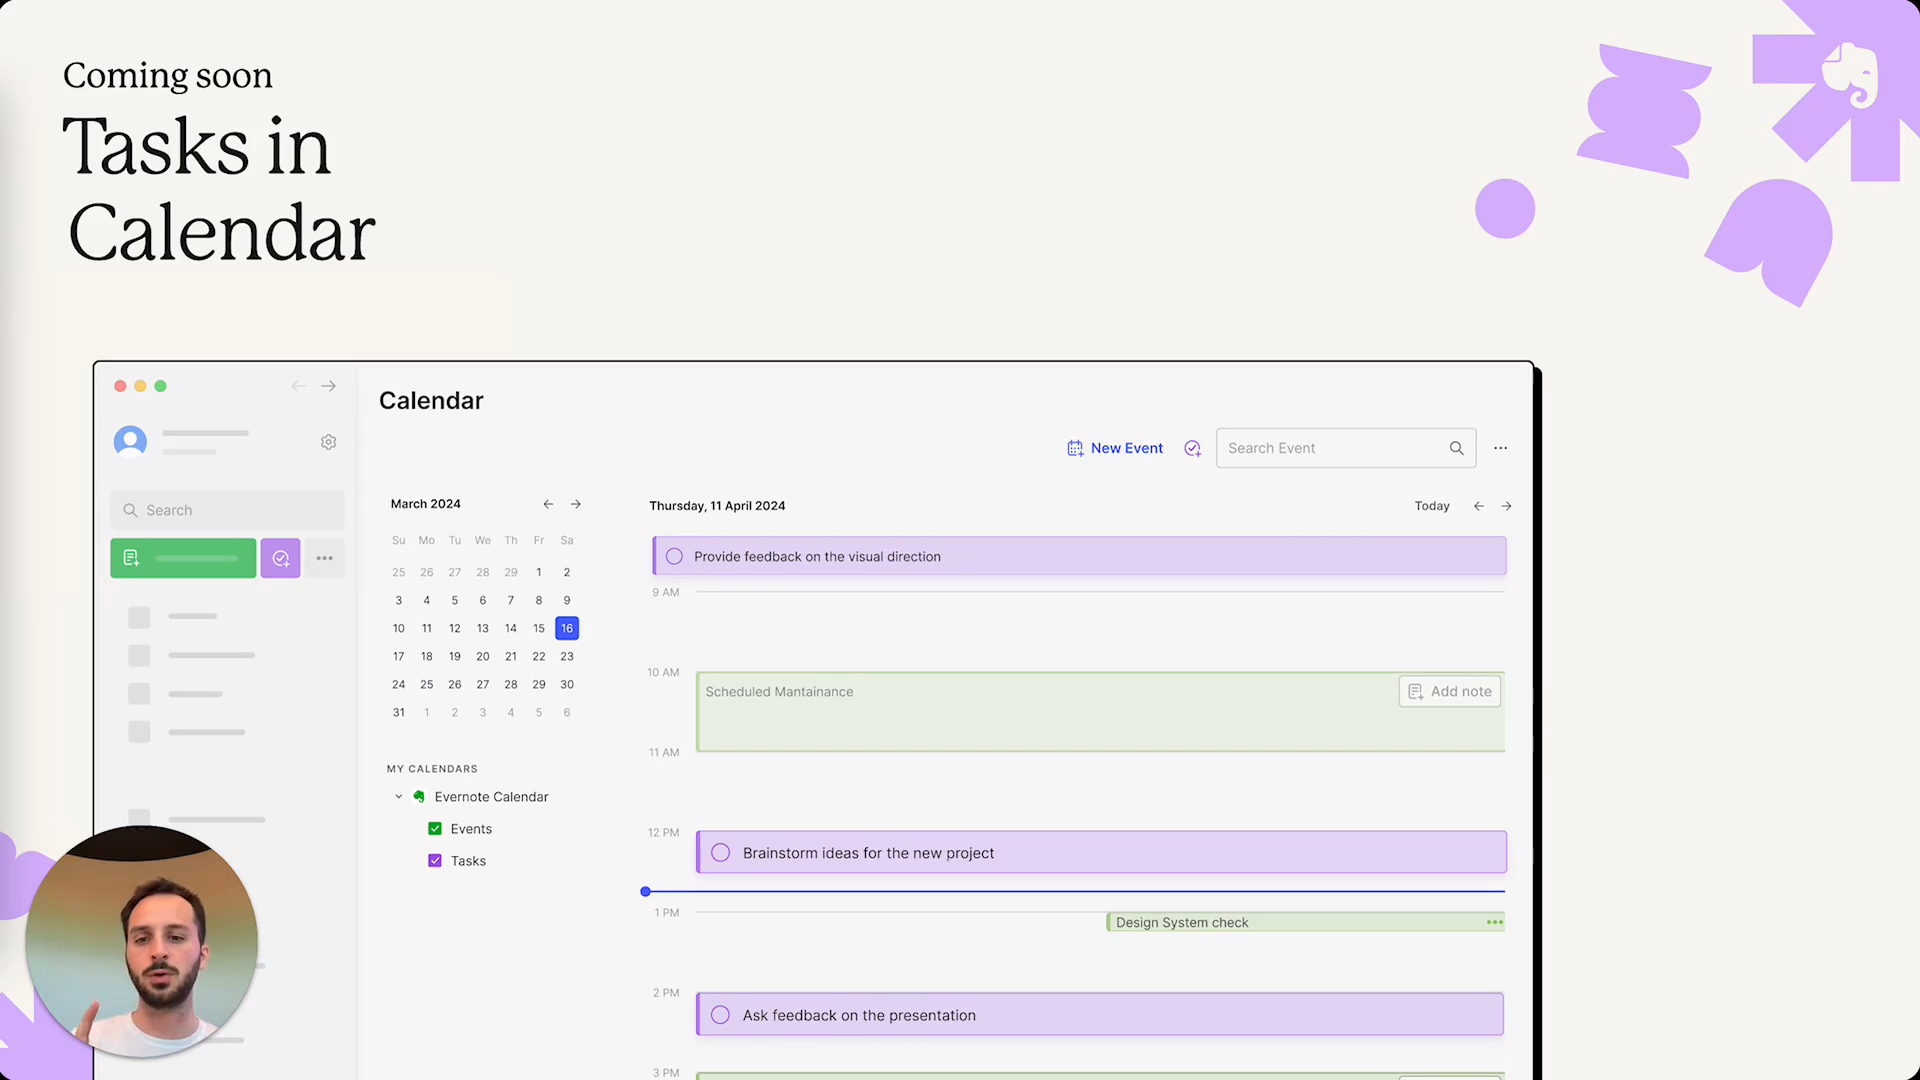 Coming soon
Tasks in
Calendar
Calendar
New Event
Search Event
Search
March 2024
Su Mo Tu We Th Fr Sa
25 26 27 28 29 1 2
3 4 5 6 7 8 9
10 11 12 13 14 15 16
17 18 19 20 21 22 23
24 25 26 27 28 29 30
31 1 2 3 4 5 6
MY CALENDARS
Evernote Calendar
Events
Tasks
Thursday, 11 April 2024
Today
Provide feedback on the visual direction
9 AM
10 AM
Scheduled Mantainance
Add note
11 AM
12 PM
Brainstorm ideas for the new project
1 PM
Design System check
2 PM
Ask feedback on the presentation
3 PM